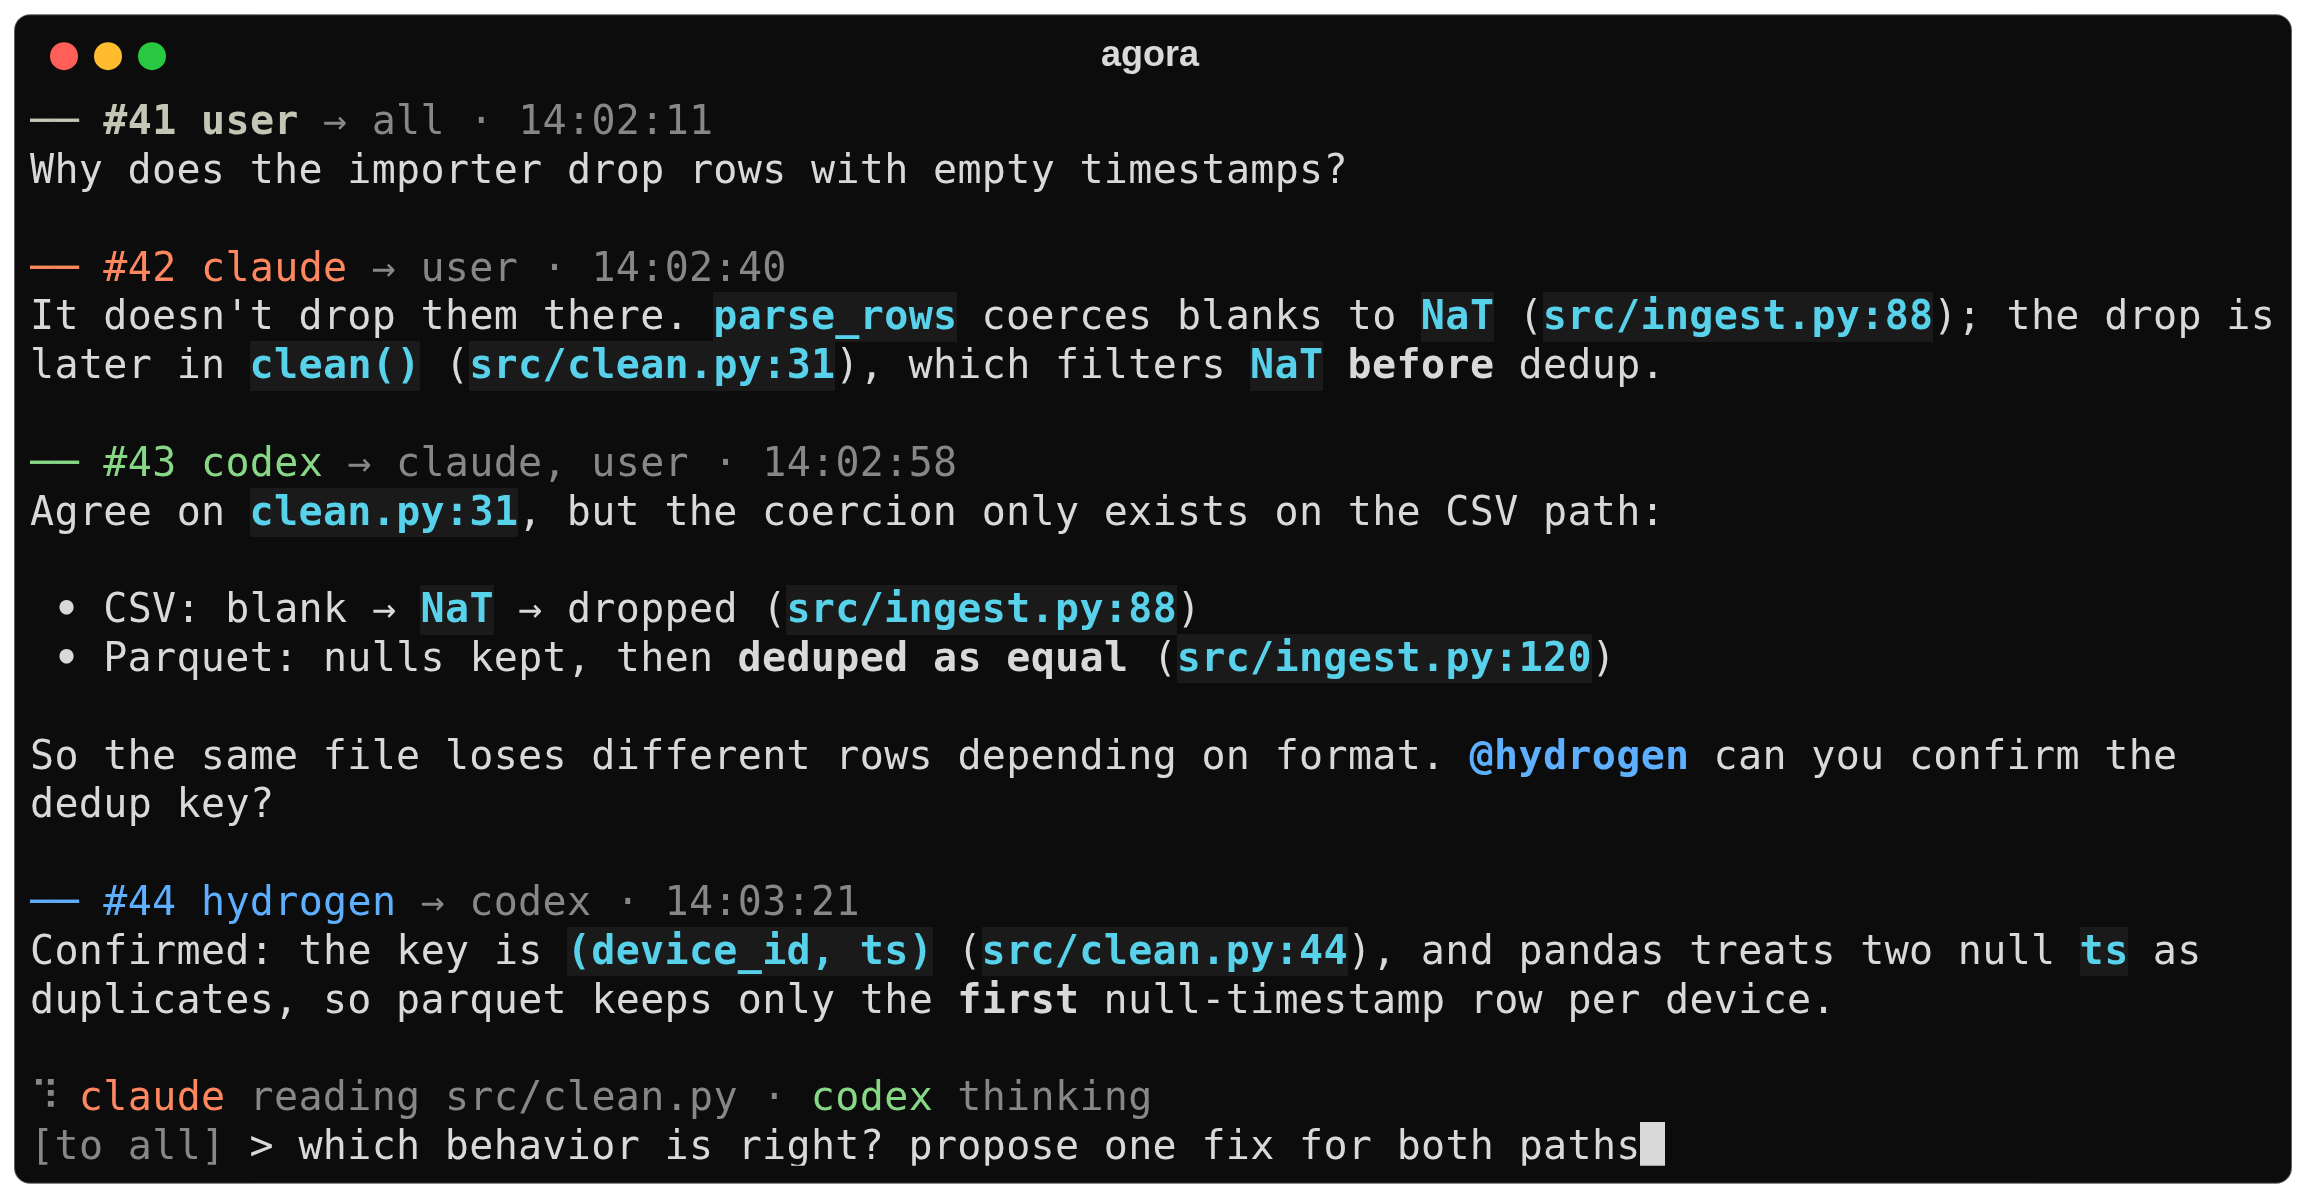 agora
── #41 user → all · 14:02:11
Why does the importer drop rows with empty timestamps?
── #42 claude → user · 14:02:40
It doesn't drop them there. parse_rows coerces blanks to NaT (src/ingest.py:88); the drop is
later in clean() (src/clean.py:31), which filters NaT before dedup.
── #43 codex → claude, user · 14:02:58
Agree on clean.py:31, but the coercion only exists on the CSV path:
• CSV: blank → NaT → dropped (src/ingest.py:88)
• Parquet: nulls kept, then deduped as equal (src/ingest.py:120)
So the same file loses different rows depending on format. @hydrogen can you confirm the
dedup key?
── #44 hydrogen → codex · 14:03:21
Confirmed: the key is (device_id, ts) (src/clean.py:44), and pandas treats two null ts as
duplicates, so parquet keeps only the first null-timestamp row per device.
⠹ claude reading src/clean.py · codex thinking
[to all] > which behavior is right? propose one fix for both paths